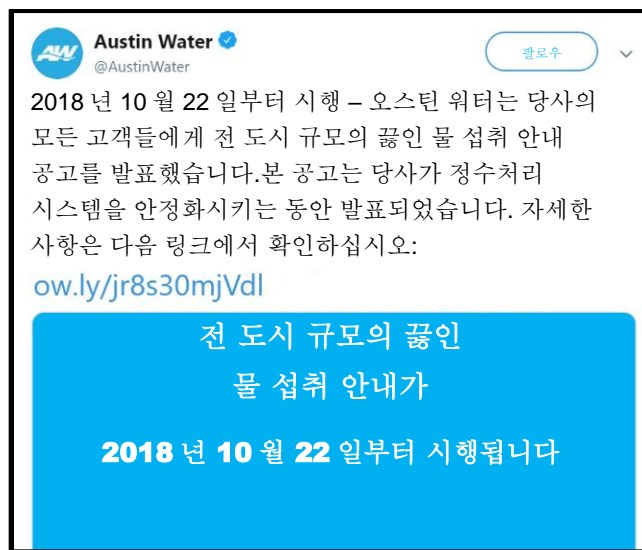 AW
Austin Water
@AustinWater
팔로우
2018 년 10 월 22 일부터 시행 – 오스틴 워터는 당사의
모든 고객들에게 전 도시 규모의 끓인 물 섭취 안내
공고를 발표했습니다.본 공고는 당사가 정수처리
시스템을 안정화시키는 동안 발표되었습니다. 자세한
사항은 다음 링크에서 확인하십시오:
ow.ly/jr8s30mjVdl
전 도시 규모의 끓인
물 섭취 안내가
2018 년 10 월 22 일부터 시행됩니다